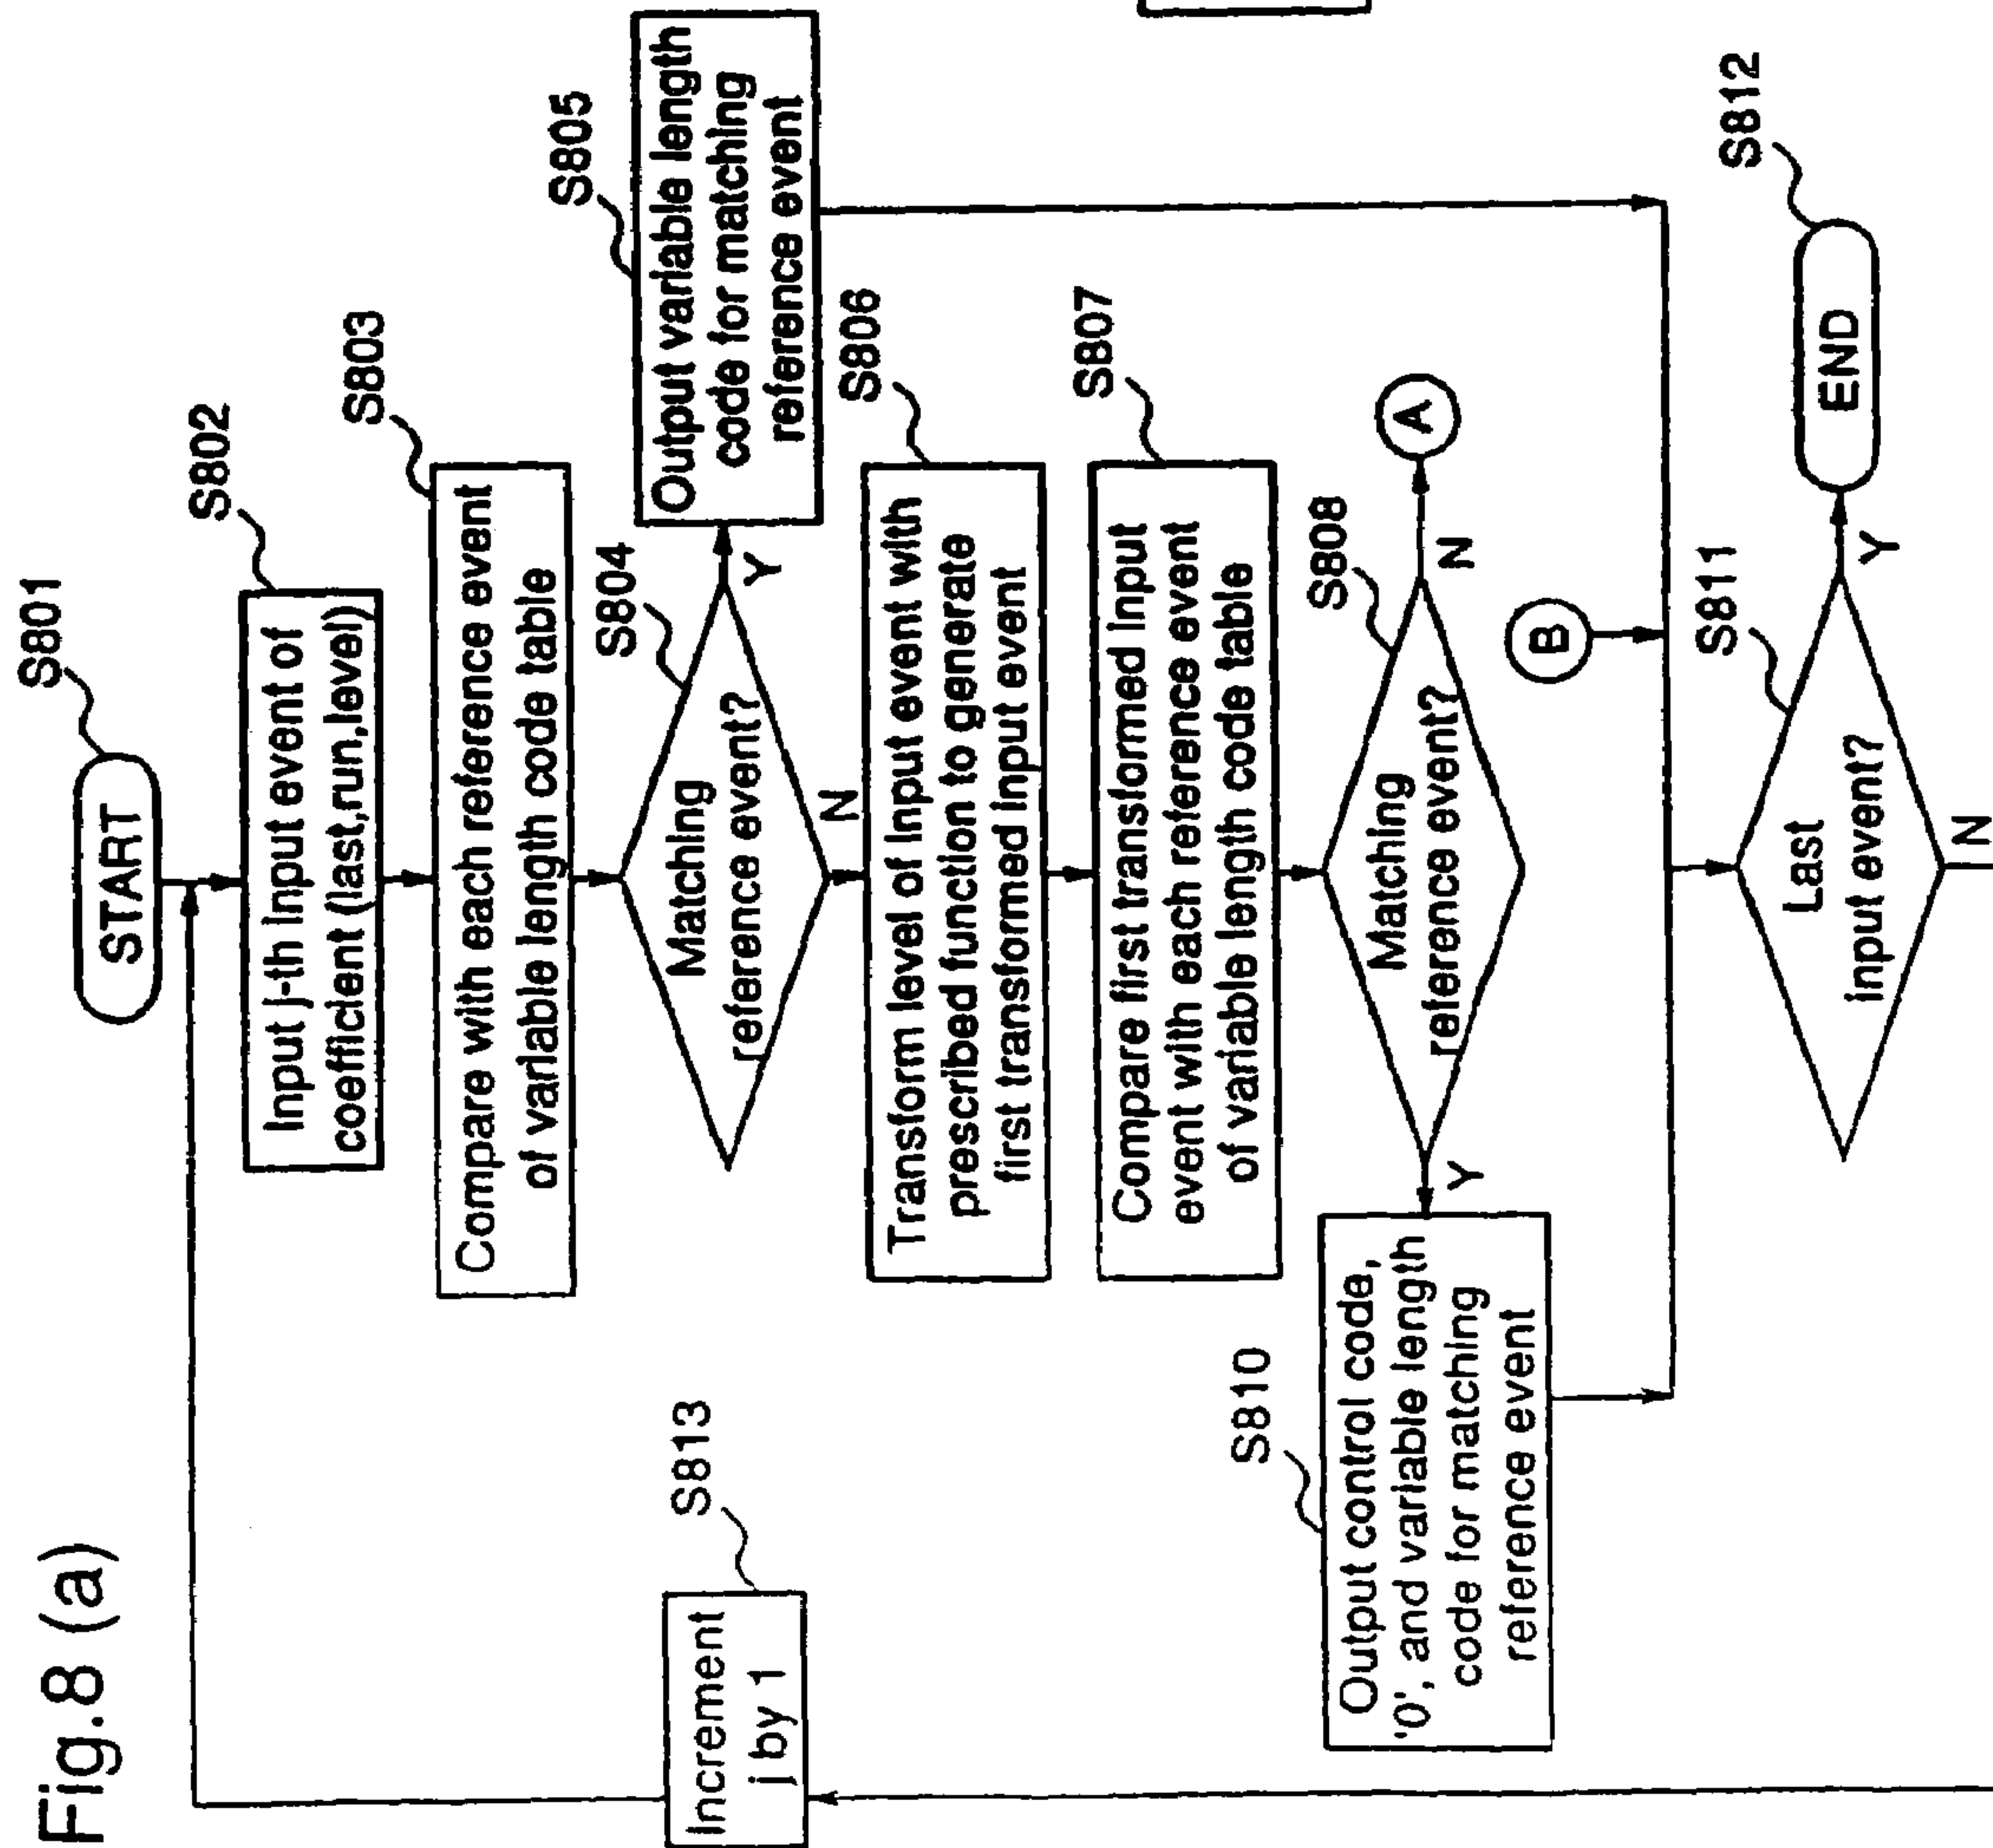 Fig.8 (a)
START
S801
Input j-th input event of
coefficient (last,run,level)
S802
Compare with each reference event
of variable length code table
S803
Matching
reference event?
S804
Y
N
Output variable length
code for matching
reference event
S805
Transform level of input event with
prescribed function to generate
first transformed input event
S806
Compare first transformed input
event with each reference event
of variable length code table
S807
Matching
reference event?
S808
Y
N
A
Output control code,
'0', and variable length
code for matching
reference event
S810
B
Last
input event?
S811
Y
N
END
S812
Increment
j by 1
S813